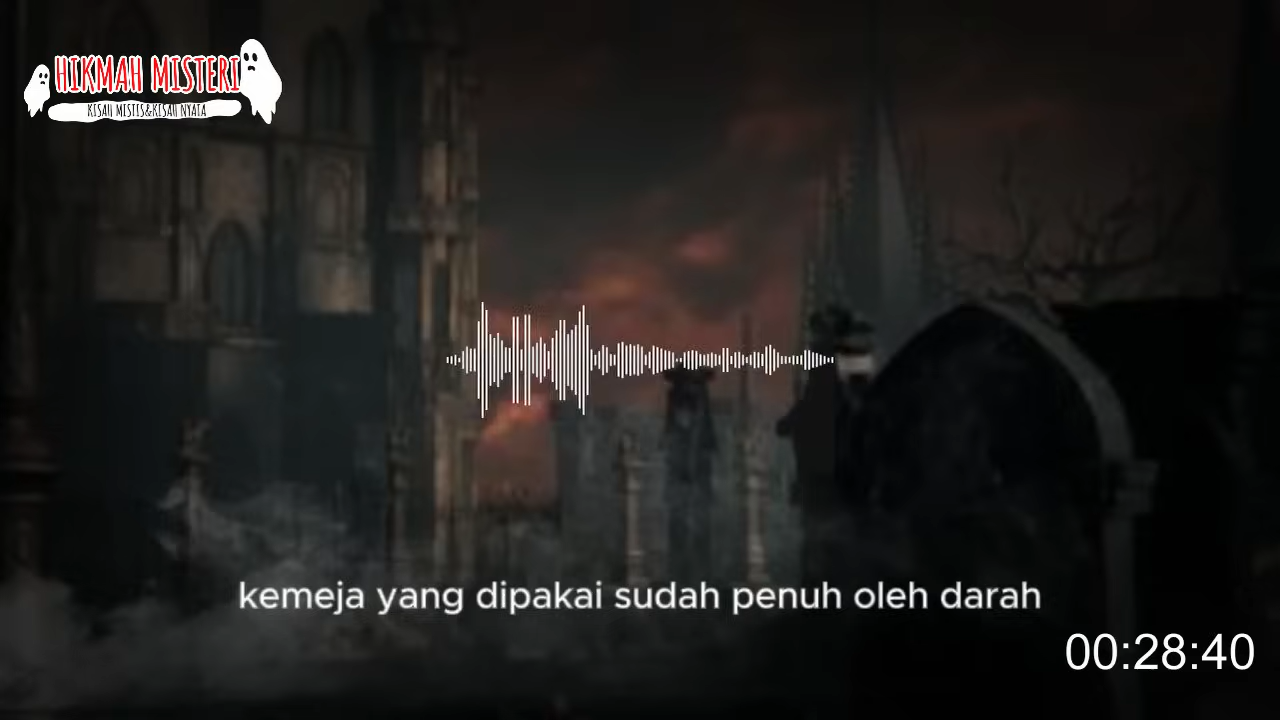 HIKMAH MISTERI
KISAH MISTIS&KISAH NYATA
kemeja yang dipakai sudah penuh oleh darah
00:28:40